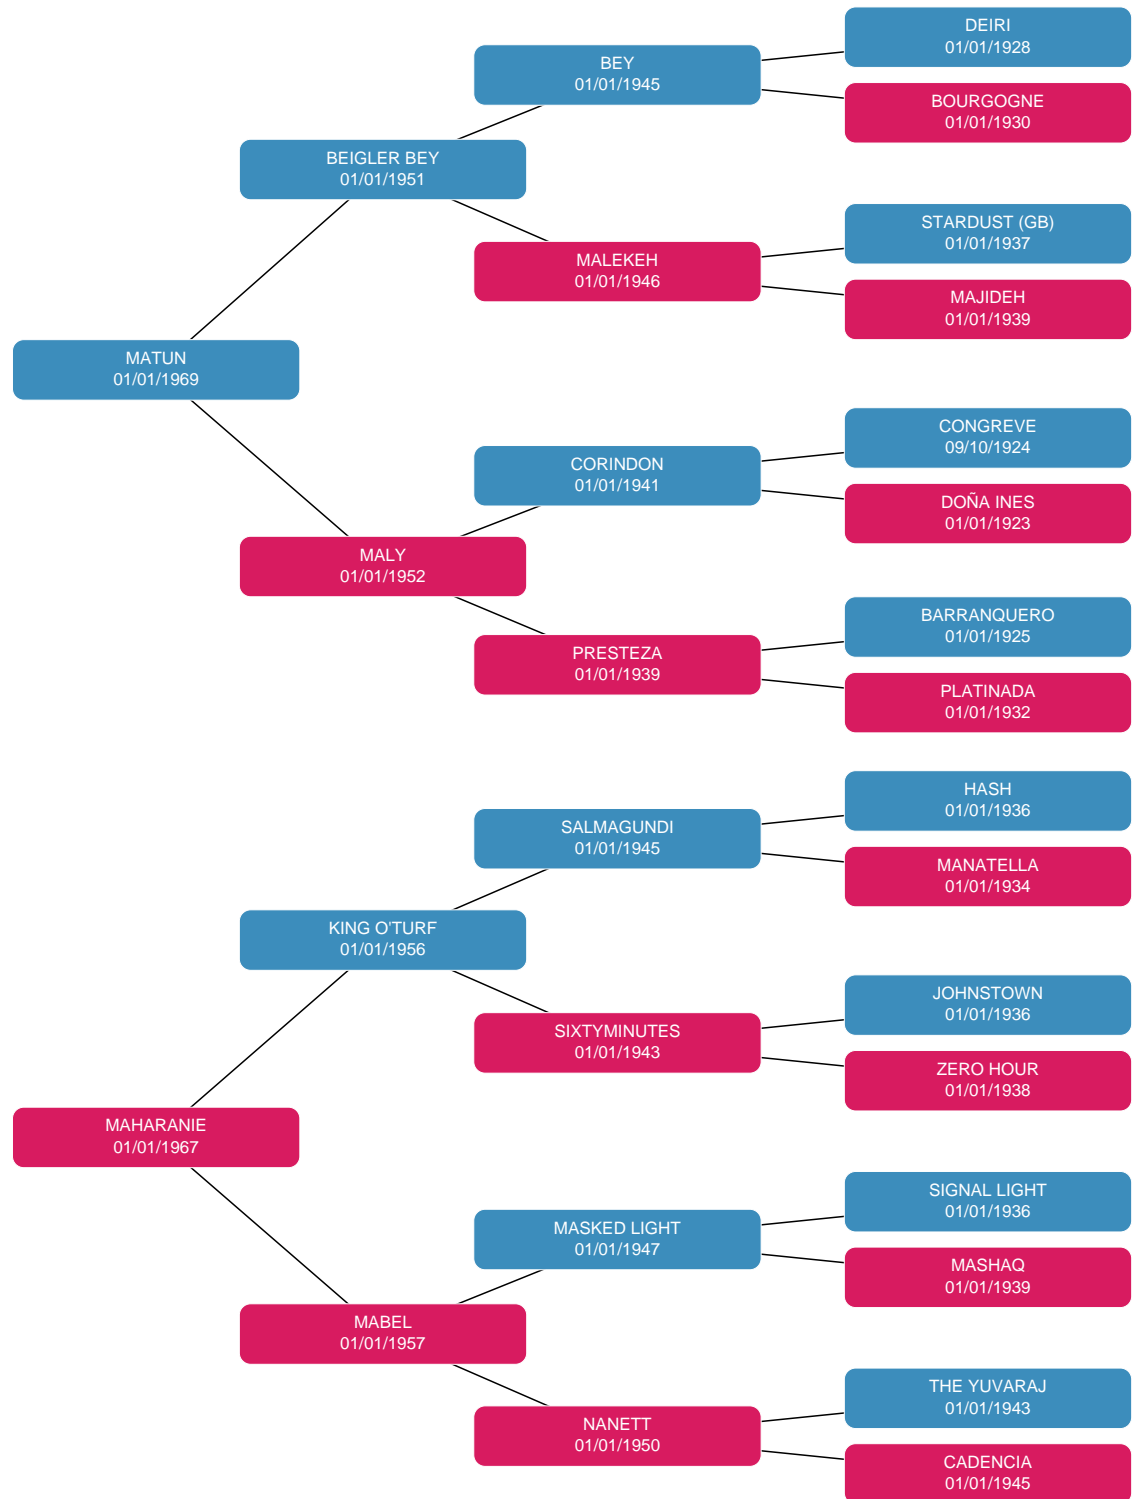 DEIRI
01/01/1928
BEY
01/01/1945
BOURGOGNE
01/01/1930
BEIGLER BEY
01/01/1951
STARDUST (GB)
01/01/1937
MALEKEH
01/01/1946
MAJIDEH
01/01/1939
MATUN
01/01/1969
CONGREVE
09/10/1924
CORINDON
01/01/1941
DOÑA INES
01/01/1923
MALY
01/01/1952
BARRANQUERO
01/01/1925
PRESTEZA
01/01/1939
PLATINADA
01/01/1932
HASH
01/01/1936
SALMAGUNDI
01/01/1945
MANATELLA
01/01/1934
KING O'TURF
01/01/1956
JOHNSTOWN
01/01/1936
SIXTYMINUTES
01/01/1943
ZERO HOUR
01/01/1938
MAHARANIE
01/01/1967
SIGNAL LIGHT
01/01/1936
MASKED LIGHT
01/01/1947
MASHAQ
01/01/1939
MABEL
01/01/1957
THE YUVARAJ
01/01/1943
NANETT
01/01/1950
CADENCIA
01/01/1945